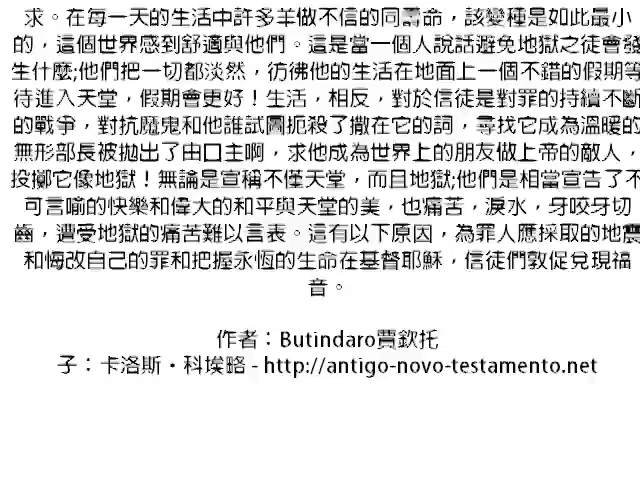 求。在每一天的生活中許多羊做不信的同壽命，該變種是如此最小
的，這個世界感到舒適與他們。這是當一個人說話避免地獄之徒會發
生什麼;他們把一切都淡然，彷彿他的生活在地面上一個不錯的假期等
待進入天堂，假期會更好！生活，相反，對於信徒是對罪的持續不斷
的戰爭，對抗魔鬼和他誰試圖扼殺了撒在它的詞，尋找它成為溫暖的
無形部長被拋出了由口主啊，求他成為世界上的朋友做上帝的敵人，
投擲它像地獄！無論是宣稱不僅天堂，而且地獄;他們是相當宣告了不
可言喻的快樂和偉大的和平與天堂的美，也痛苦，淚水，牙咬牙切
齒，遭受地獄的痛苦難以言表。這有以下原因，為罪人應採取的地震
和悔改自己的罪和把握永恆的生命在基督耶穌，信徒們敦促兌現福
音。
作者：Butindaro賈欽托
子：卡洛斯·科埃略 - http://antigo-novo-testamento.net